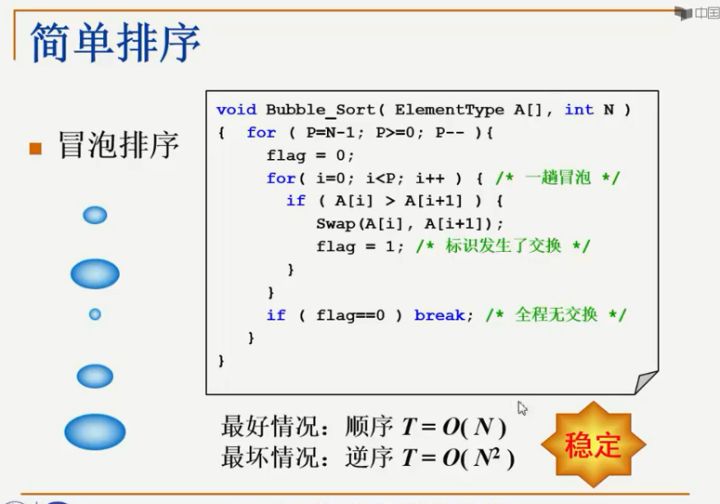 中国
简单排序
冒泡排序
void Bubble_Sort( ElementType A[], int N )
{ for ( P=N-1; P>=0; P-- ){
flag = 0;
for( i=0; i<P; i++ ) { /* 一趟冒泡 */
if ( A[i] > A[i+1] ) {
Swap(A[i], A[i+1]);
flag = 1; /* 标识发生了交换 */
}
}
if ( flag==0 ) break; /* 全程无交换 */
}
}
最好情况：顺序 T = O( N )
最坏情况：逆序 T = O( N² )
稳定